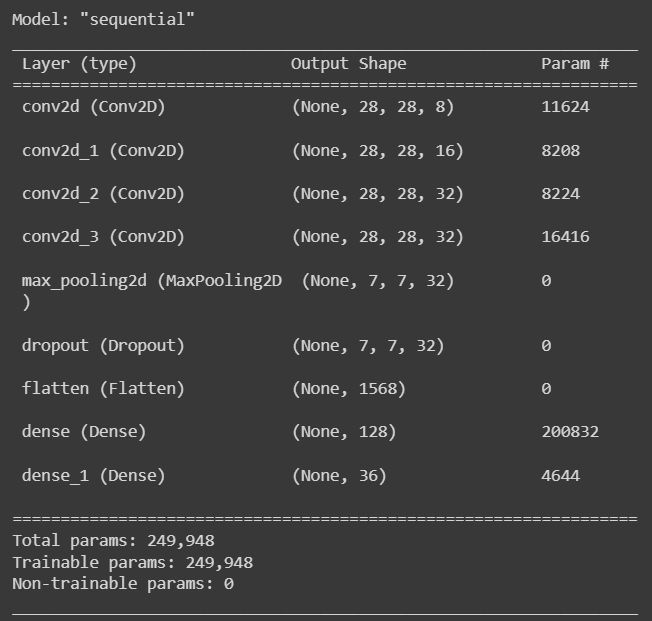 Model: "sequential"
Layer (type) Output Shape Param #
conv2d (Conv2D) (None, 28, 28, 8) 11624
conv2d_1 (Conv2D) (None, 28, 28, 16) 8208
conv2d_2 (Conv2D) (None, 28, 28, 32) 8224
conv2d_3 (Conv2D) (None, 28, 28, 32) 16416
max_pooling2d (MaxPooling2D (None, 7, 7, 32) 0
)
dropout (Dropout) (None, 7, 7, 32) 0
flatten (Flatten) (None, 1568) 0
dense (Dense) (None, 128) 200832
dense_1 (Dense) (None, 36) 4644
Total params: 249,948
Trainable params: 249,948
Non-trainable params: 0